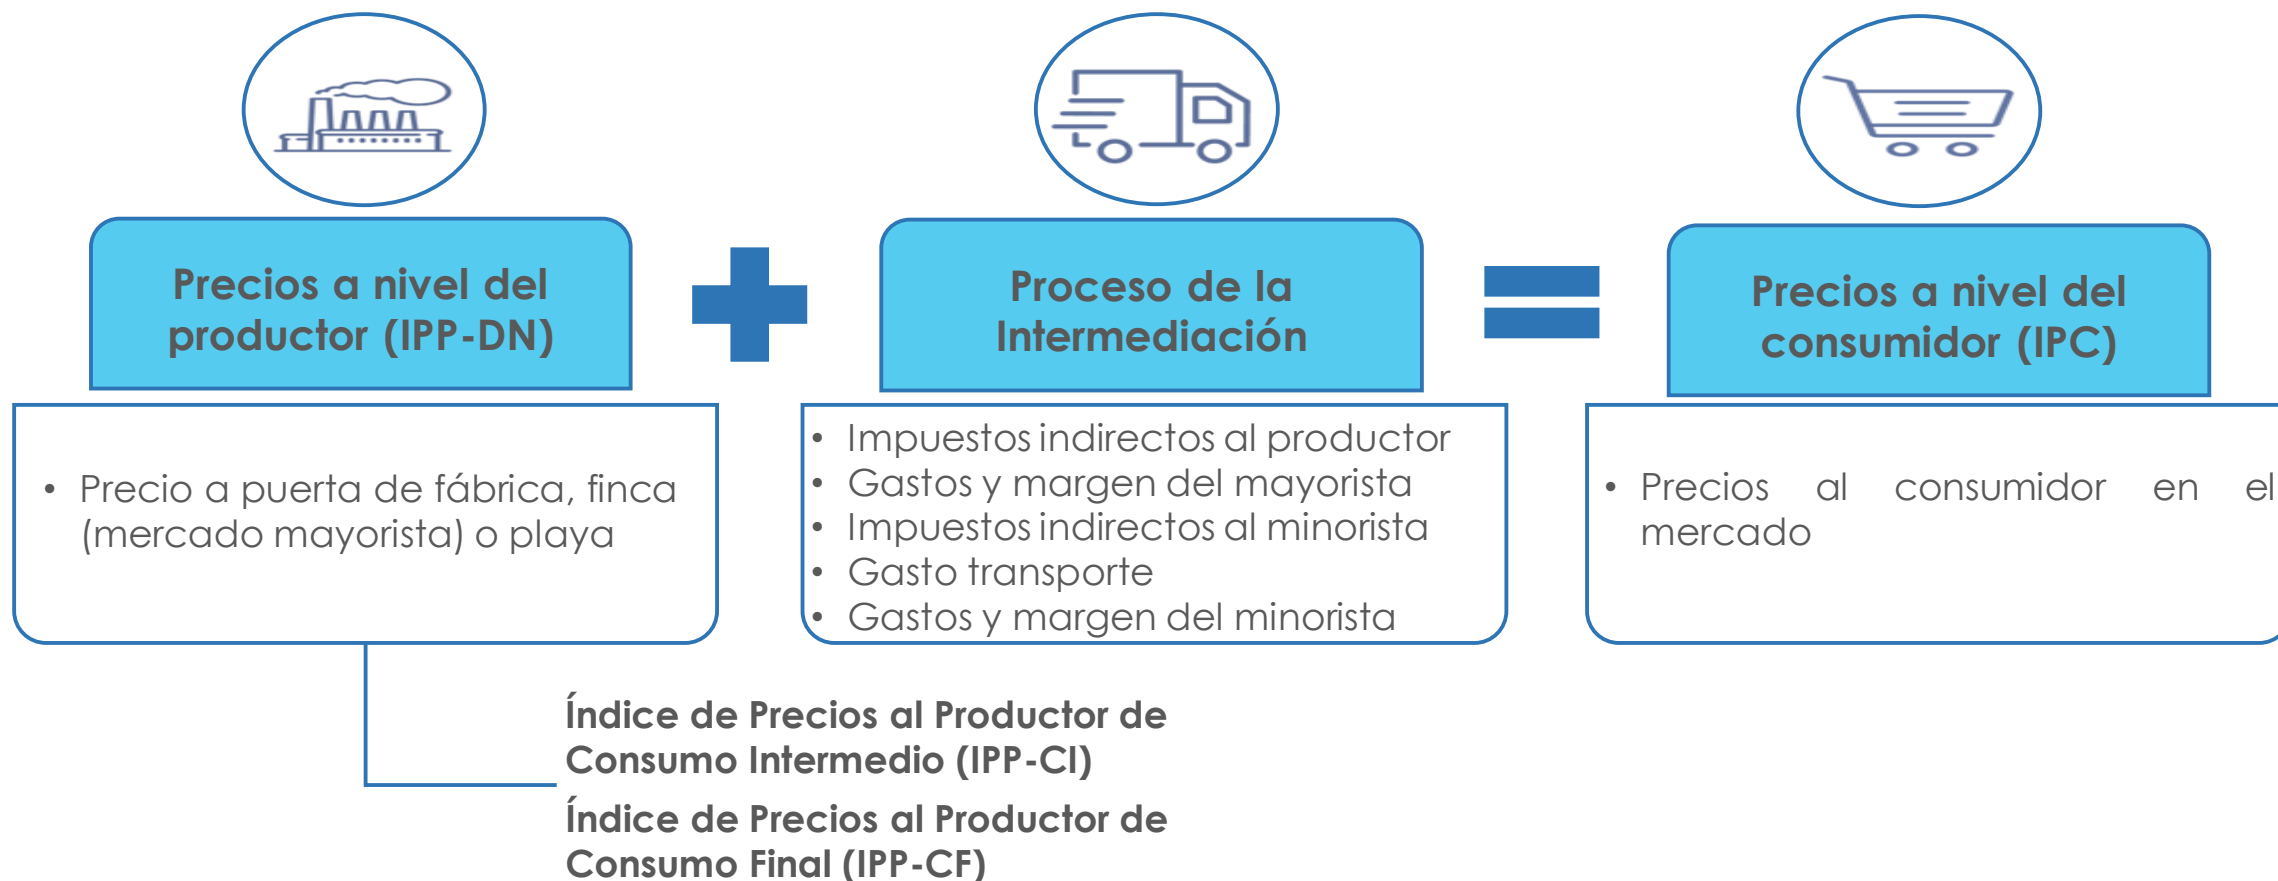 Precios a nivel del
productor (IPP-DN)
Proceso de la
Intermediación
Precios a nivel del
consumidor (IPC)
• Precio a puerta de fábrica, finca
(mercado mayorista) o playa
• Impuestos indirectos al productor
• Gastos y margen del mayorista
• Impuestos indirectos al minorista
• Gasto transporte
• Gastos y margen del minorista
• Precios al consumidor en el
mercado
Índice de Precios al Productor de
Consumo Intermedio (IPP-CI)
Índice de Precios al Productor de
Consumo Final (IPP-CF)